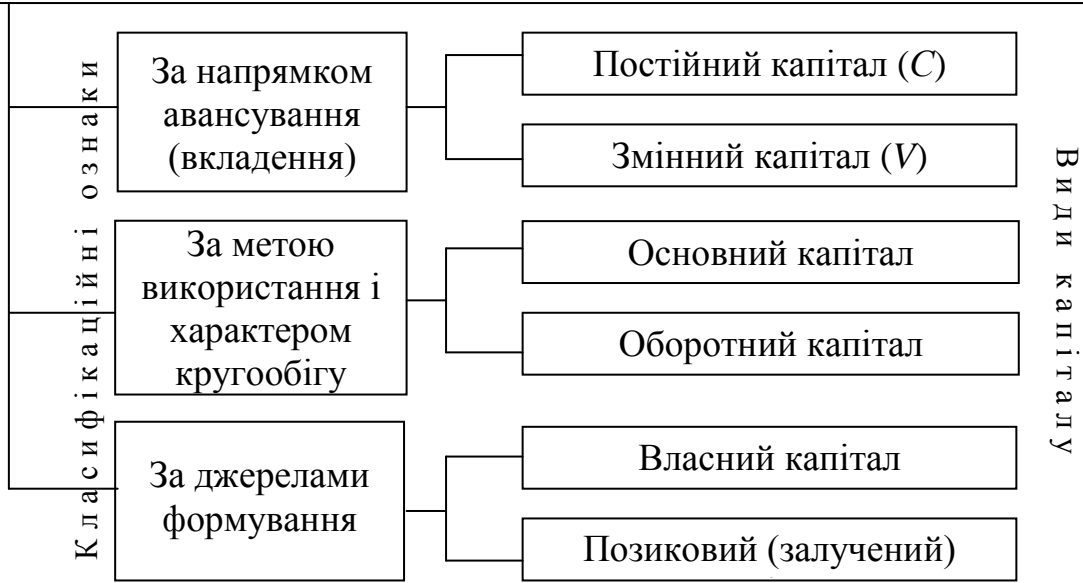 Класифікаційні ознаки
За напрямком
авансування
(вкладення)
Постійний капітал (C)
Змінний капітал (V)
За метою
використання і
характером
кругообігу
Основний капітал
Оборотний капітал
За джерелами
формування
Власний капітал
Позиковий (залучений)
Види капіталу